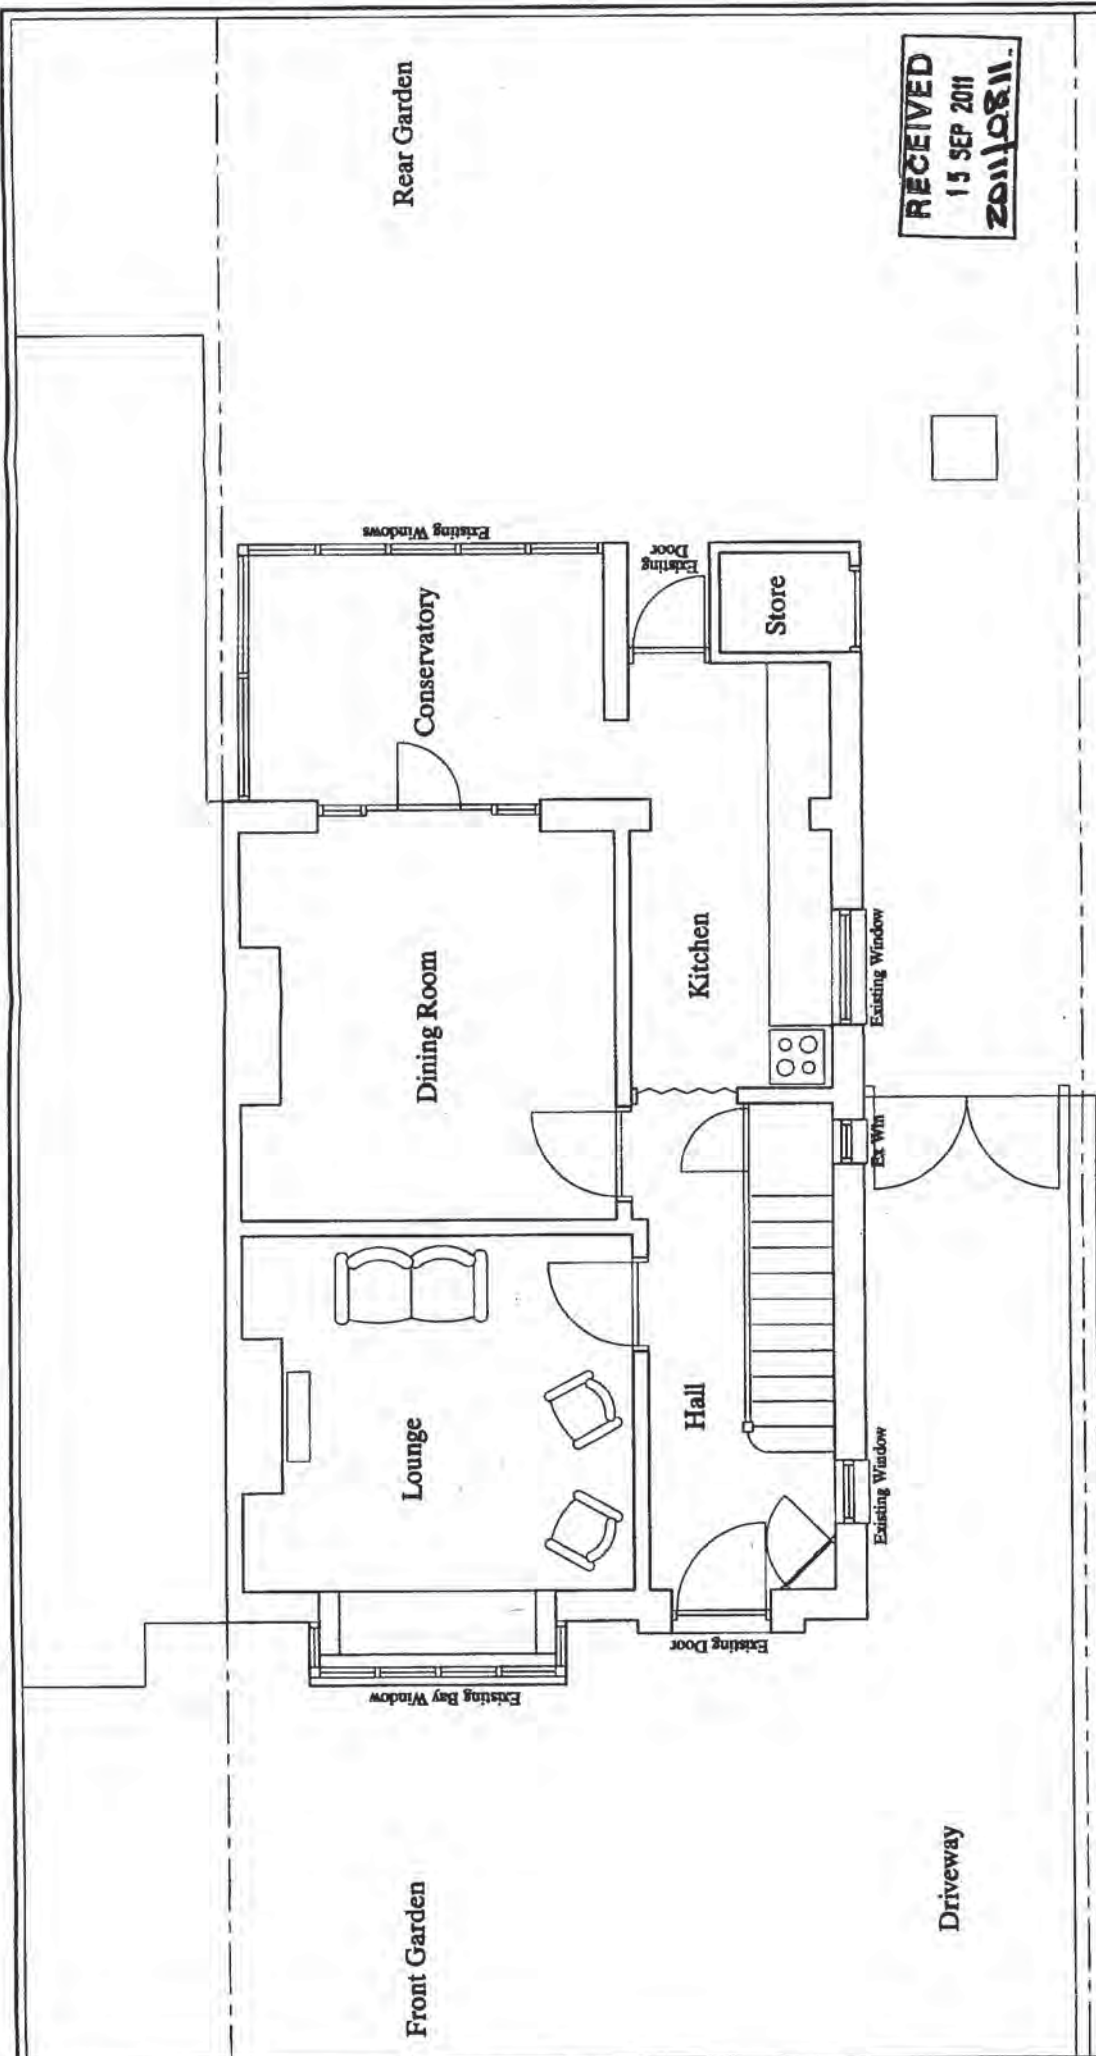 RECEIVED
15 SEP 2011
2011/0811.
Rear Garden
Existing Windows
Conservatory
Existing
Door
Store
Dining Room
Kitchen
Existing Window
Ex Win
Lounge
Hall
Existing Window
Existing Door
Existing Bay Window
Front Garden
Driveway